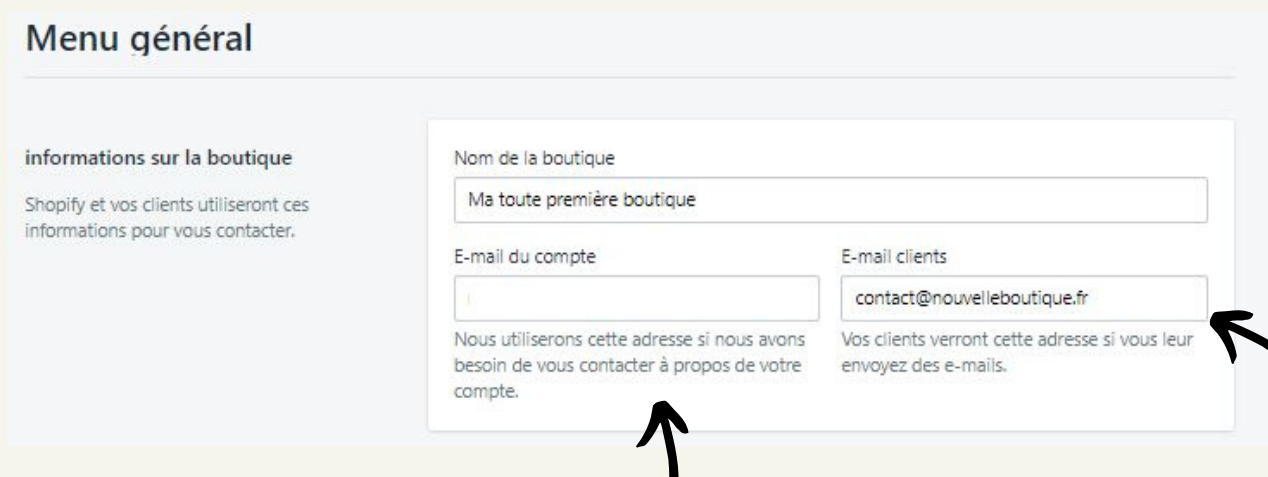 Menu général
informations sur la boutique
Shopify et vos clients utiliseront ces
informations pour vous contacter.
Nom de la boutique
Ma toute première boutique
E-mail du compte
E-mail clients
contact@nouvelleboutique.fr
Nous utiliserons cette adresse si nous avons
besoin de vous contacter à propos de votre
compte.
Vos clients verront cette adresse si vous leur
envoyez des e-mails.